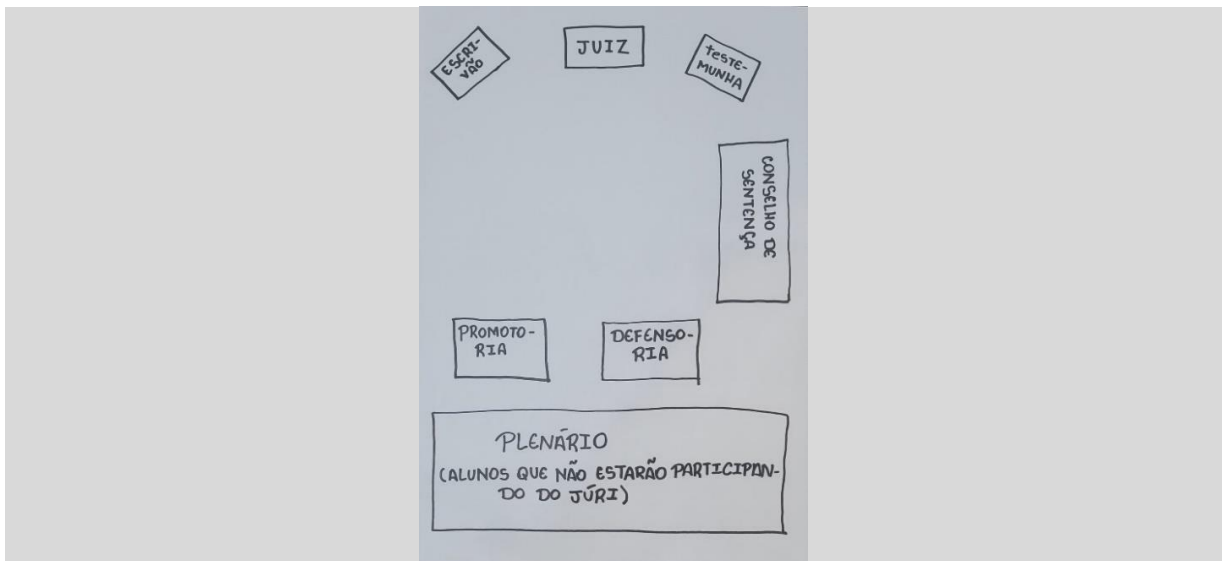 ESCRI-
VÃO
JUIZ
TESTE-
MUNHA
CONSELHO DE
SENTENÇA
PROMOTO-
RIA
DEFENSO-
RIA
PLENÁRIO
(ALUNOS QUE NÃO ESTARÃO PARTICIPAN-
DO DO JÚRI)